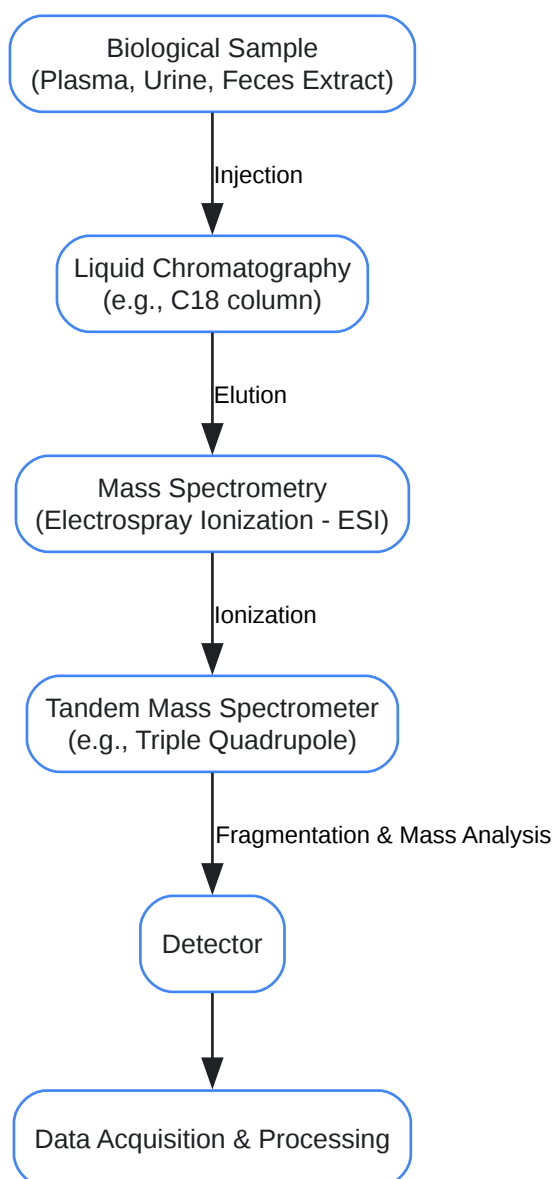 Biological Sample
(Plasma, Urine, Feces Extract)
Injection
Liquid Chromatography
(e.g., C18 column)
Elution
Mass Spectrometry
(Electrospray Ionization - ESI)
Ionization
Tandem Mass Spectrometer
(e.g., Triple Quadrupole)
Fragmentation & Mass Analysis
Detector
Data Acquisition & Processing